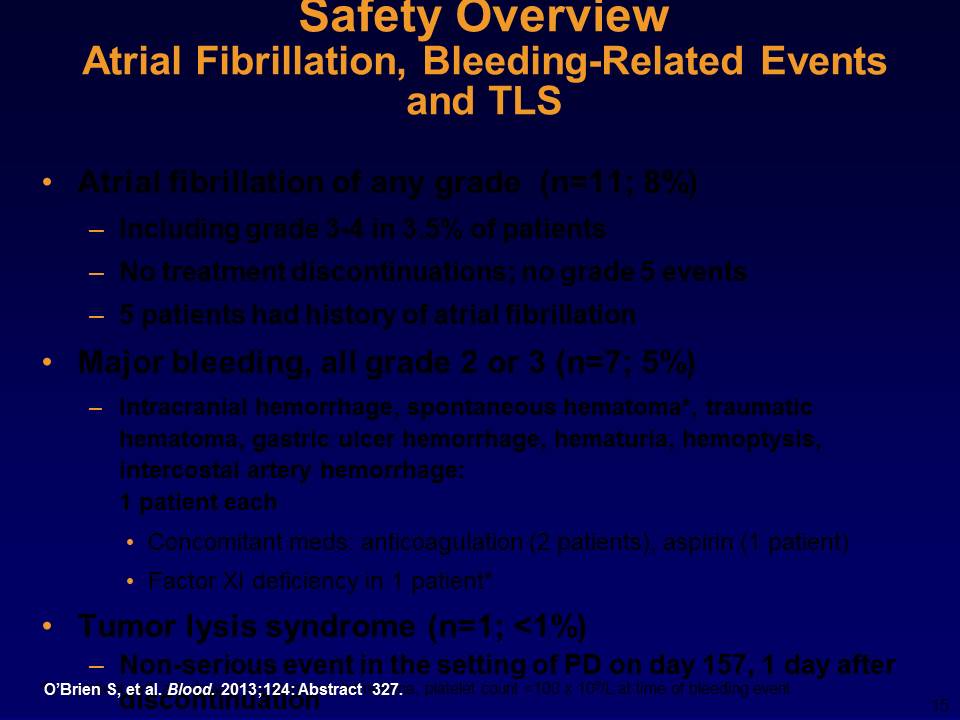 Safety Overview
Atrial Fibrillation, Bleeding-Related Events
and TLS
• Atrial fibrillation of any grade (n=11; 8%)
– Including grade 3-4 in 3.5% of patients
– No treatment discontinuations; no grade 5 events
– 5 patients had history of atrial fibrillation
• Major bleeding, all grade 2 or 3 (n=7; 5%)
– Intracranial hemorrhage, spontaneous hematoma*, traumatic
hematoma, gastric ulcer hemorrhage, hematuria, hemoptysis,
intercostal artery hemorrhage:
1 patient each
• Concomitant meds: anticoagulation (2 patients), aspirin (1 patient)
• Factor XI deficiency in 1 patient*
• Tumor lysis syndrome (n=1; <1%)
– Non-serious event in the setting of PD on day 157, 1 day after
discontinuation
platelet count <100 x 10⁹/L at time of bleeding event.
O'Brien S, et al. Blood. 2013;124: Abstract 327.
15